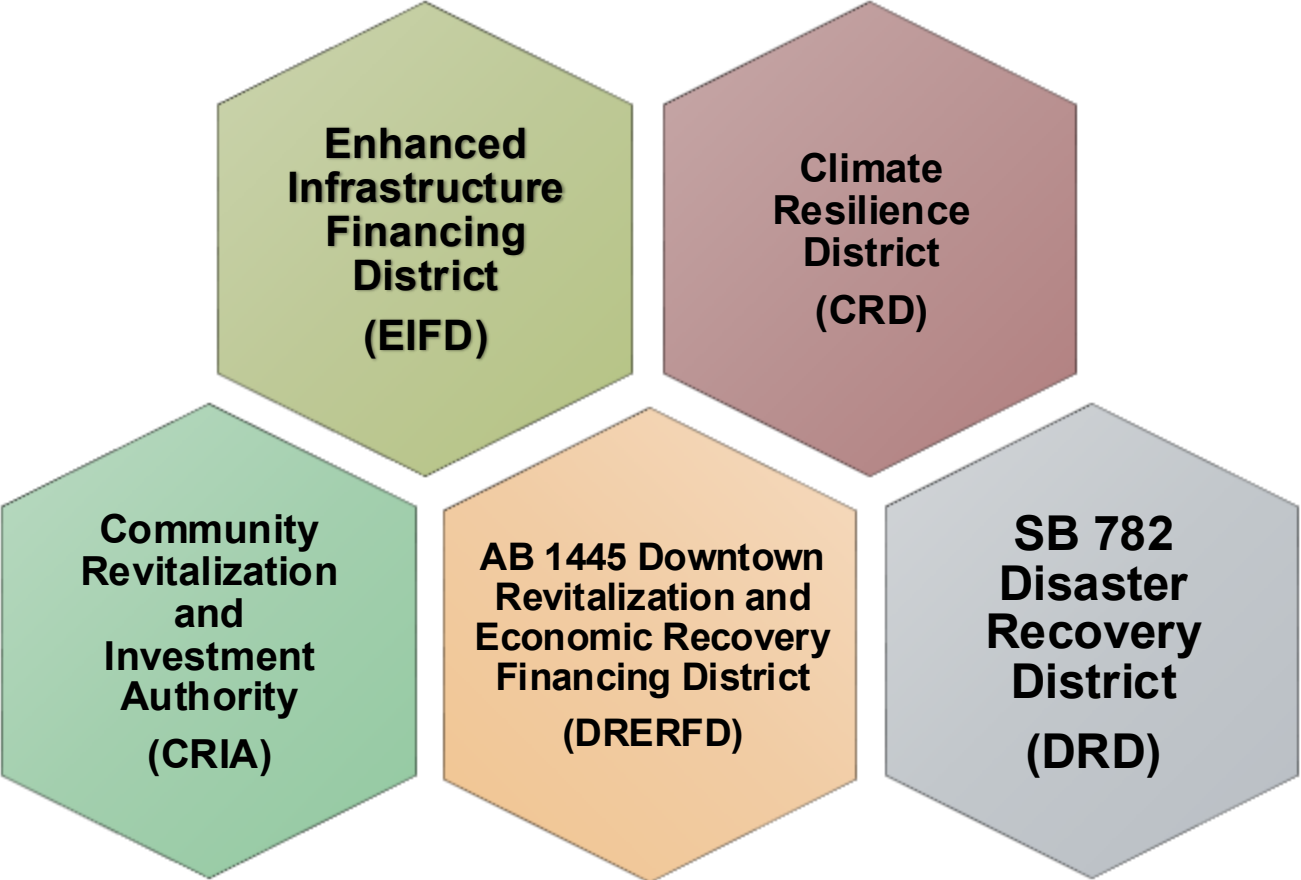 Enhanced
Infrastructure
Financing
District
(EIFD)
Climate
Resilience
District
(CRD)
Community
Revitalization
and
Investment
Authority
(CRIA)
AB 1445 Downtown
Revitalization and
Economic Recovery
Financing District
(DRERFD)
SB 782
Disaster
Recovery
District
(DRD)